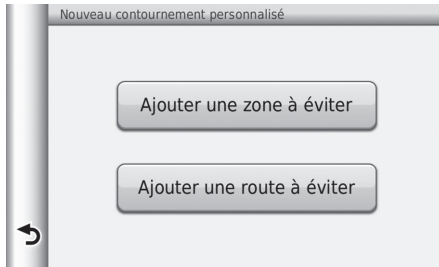 Nouveau contournement personnalisé
Ajouter une zone à éviter
Ajouter une route à éviter